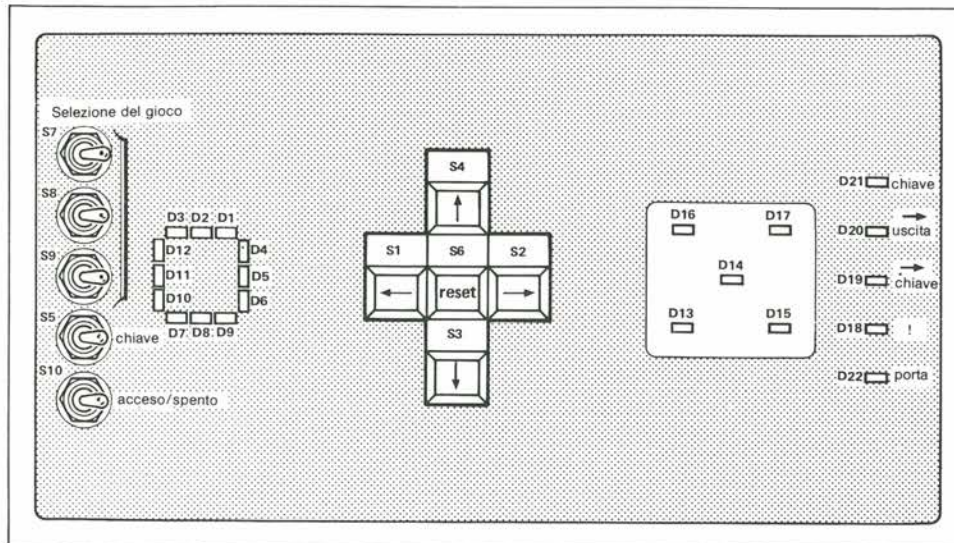 Selezione del gioco
S7
S8
S9
S5
chiave
S10
acceso/spento
D3 D2 D1
D12
D4
D11
D5
D10
D6
D7 D8 D9
S4
↑
S1 S6 S2
← reset →
S3
↓
D16 D17
D14
D13 D15
D21 chiave
→
D20 uscita
→
D19 chiave
D18 !
D22 porta